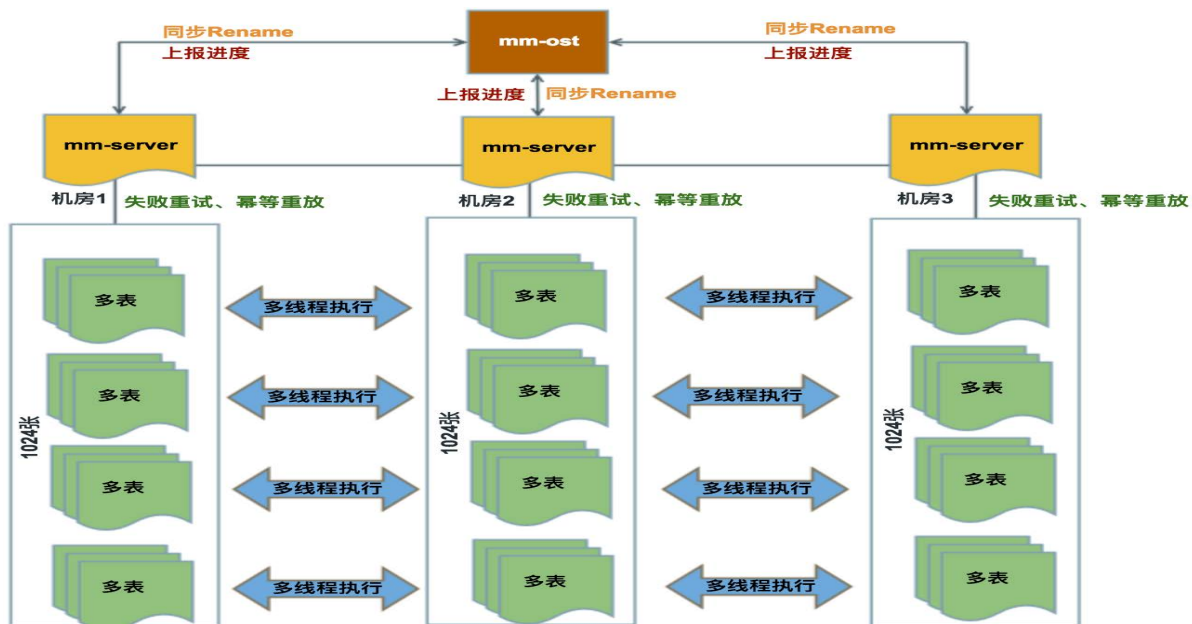 同步Rename
上报进度
mm-ost
同步Rename
上报进度
上报进度
同步Rename
mm-server
mm-server
mm-server
机房1
失败重试、幂等重放
机房2
失败重试、幂等重放
机房3
失败重试、幂等重放
多表
多线程执行
多表
多线程执行
多表
多表
多线程执行
多表
多线程执行
多表
1024张
1024张
1024张
多表
多线程执行
多表
多线程执行
多表
多表
多线程执行
多表
多线程执行
多表